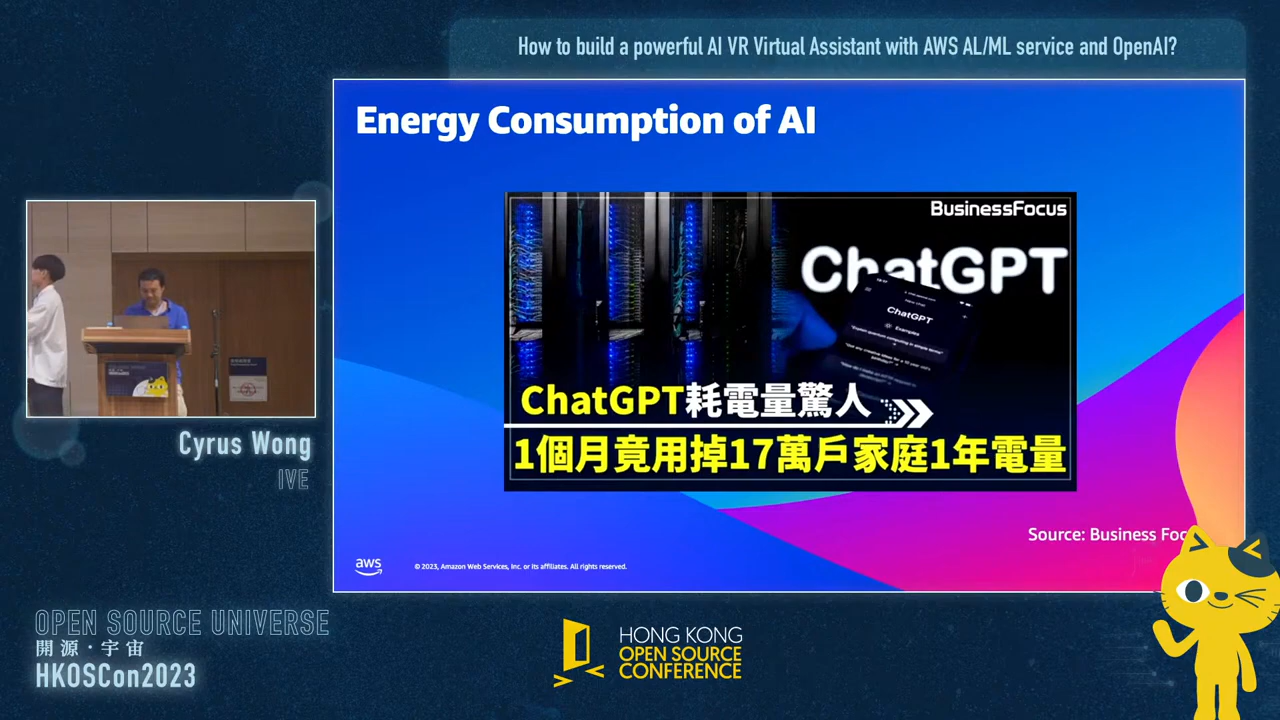 How to build a powerful AI VR Virtual Assistant with AWS AL/ML service and OpenAI?
Energy Consumption of AI
BusinessFocus
ChatGPT
ChatGPT
Examples
ChatGPT耗電量驚人
1個月竟用掉17萬戶家庭1年電量
Source: Business Foc
aws
© 2023, Amazon Web Services, Inc. or its affiliates. All rights reserved.
Cyrus Wong
IVE
OPEN SOURCE UNIVERSE
開源·宇宙
HKOSCon2023
HONG KONG
OPEN SOURCE
CONFERENCE